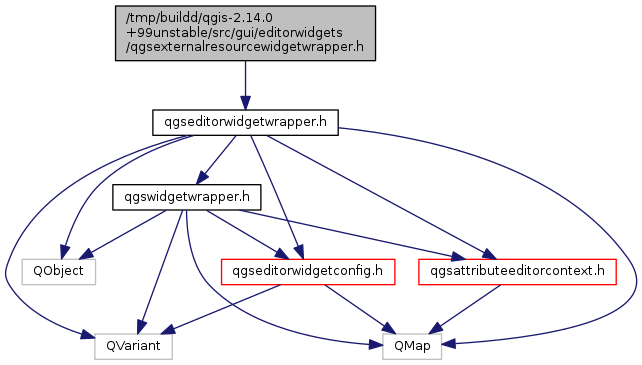 /tmp/buildd/qgis-2.14.0
+99unstable/src/gui/editorwidgets
/qgsexternalresourcewidgetwrapper.h
qgseditorwidgetwrapper.h
qgswidgetwrapper.h
QObject
qgseditorwidgetconfig.h
qgsattributeeditorcontext.h
QVariant
QMap